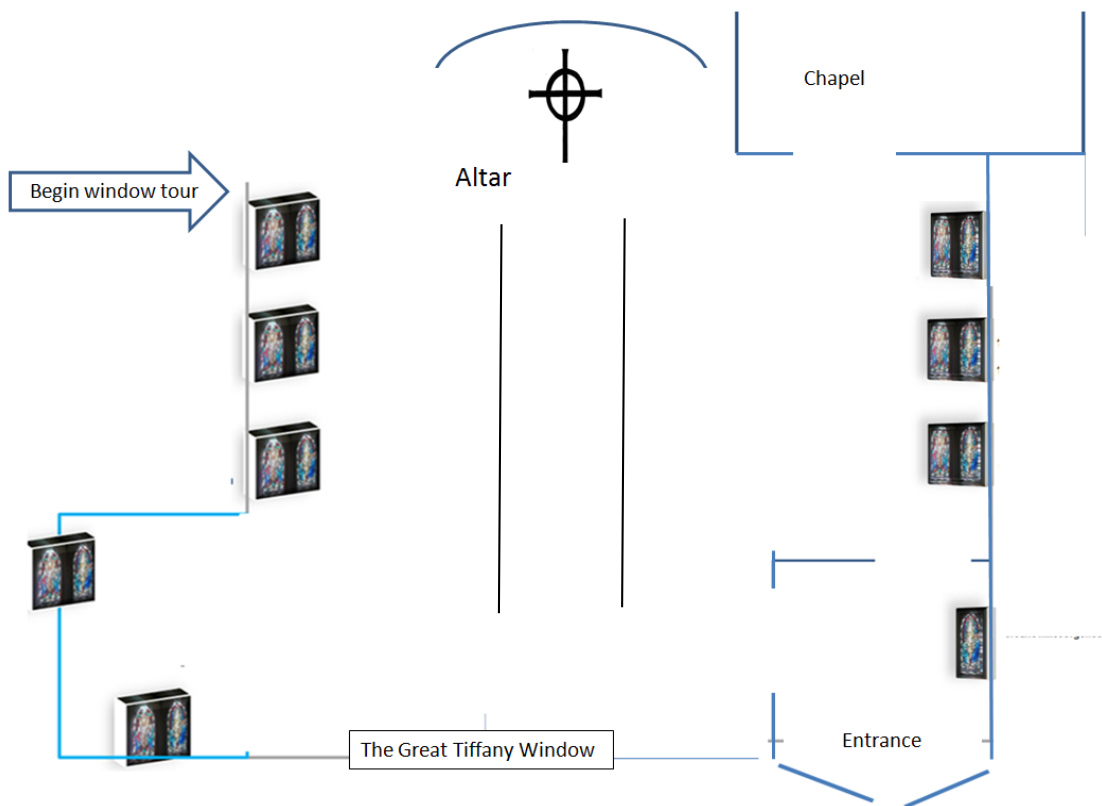 Chapel
Begin window tour
Altar
The Great Tiffany Window
Entrance